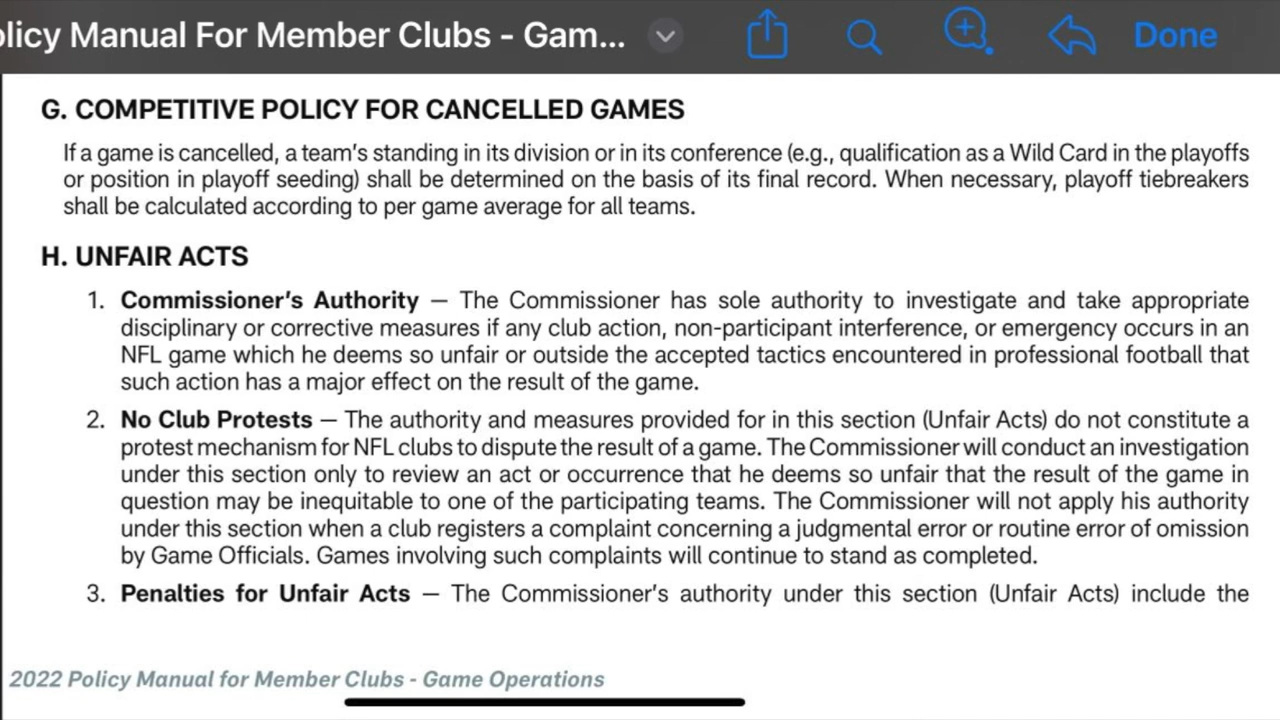 olicy Manual For Member Clubs - Gam...
Done
G. COMPETITIVE POLICY FOR CANCELLED GAMES
If a game is cancelled, a team's standing in its division or in its conference (e.g., qualification as a Wild Card in the playoffs
or position in playoff seeding) shall be determined on the basis of its final record. When necessary, playoff tiebreakers
shall be calculated according to per game average for all teams.
H. UNFAIR ACTS
1. Commissioner's Authority — The Commissioner has sole authority to investigate and take appropriate
disciplinary or corrective measures if any club action, non-participant interference, or emergency occurs in an
NFL game which he deems so unfair or outside the accepted tactics encountered in professional football that
such action has a major effect on the result of the game.
2. No Club Protests — The authority and measures provided for in this section (Unfair Acts) do not constitute a
protest mechanism for NFL clubs to dispute the result of a game. The Commissioner will conduct an investigation
under this section only to review an act or occurrence that he deems so unfair that the result of the game in
question may be inequitable to one of the participating teams. The Commissioner will not apply his authority
under this section when a club registers a complaint concerning a judgmental error or routine error of omission
by Game Officials. Games involving such complaints will continue to stand as completed.
3. Penalties for Unfair Acts — The Commissioner's authority under this section (Unfair Acts) include the
2022 Policy Manual for Member Clubs - Game Operations